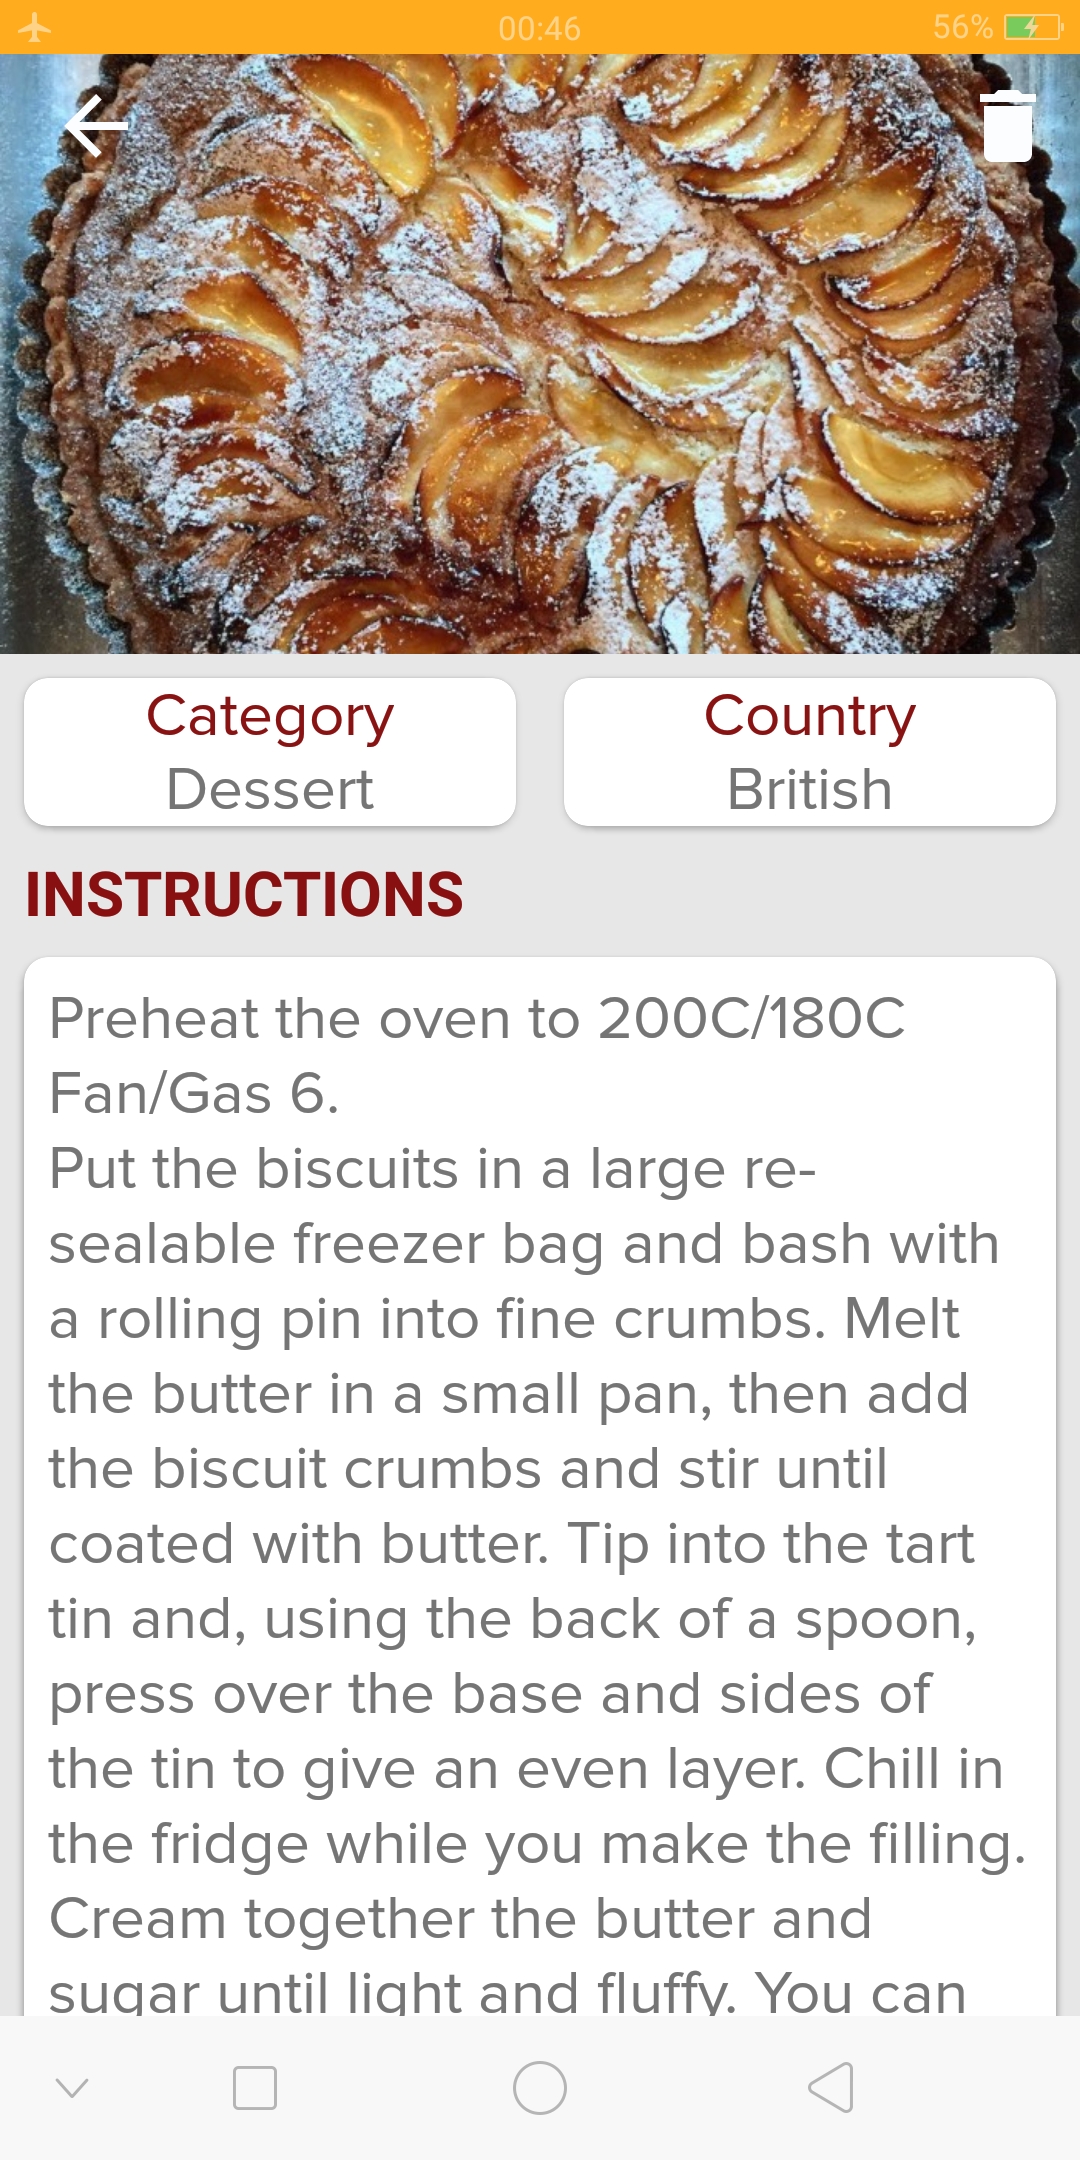 00:46
56%
Category
Dessert
Country
British
INSTRUCTIONS
Preheat the oven to 200C/180C
Fan/Gas 6.
Put the biscuits in a large re-
sealable freezer bag and bash with
a rolling pin into fine crumbs. Melt
the butter in a small pan, then add
the biscuit crumbs and stir until
coated with butter. Tip into the tart
tin and, using the back of a spoon,
press over the base and sides of
the tin to give an even layer. Chill in
the fridge while you make the filling.
Cream together the butter and
sugar until light and fluffy. You can